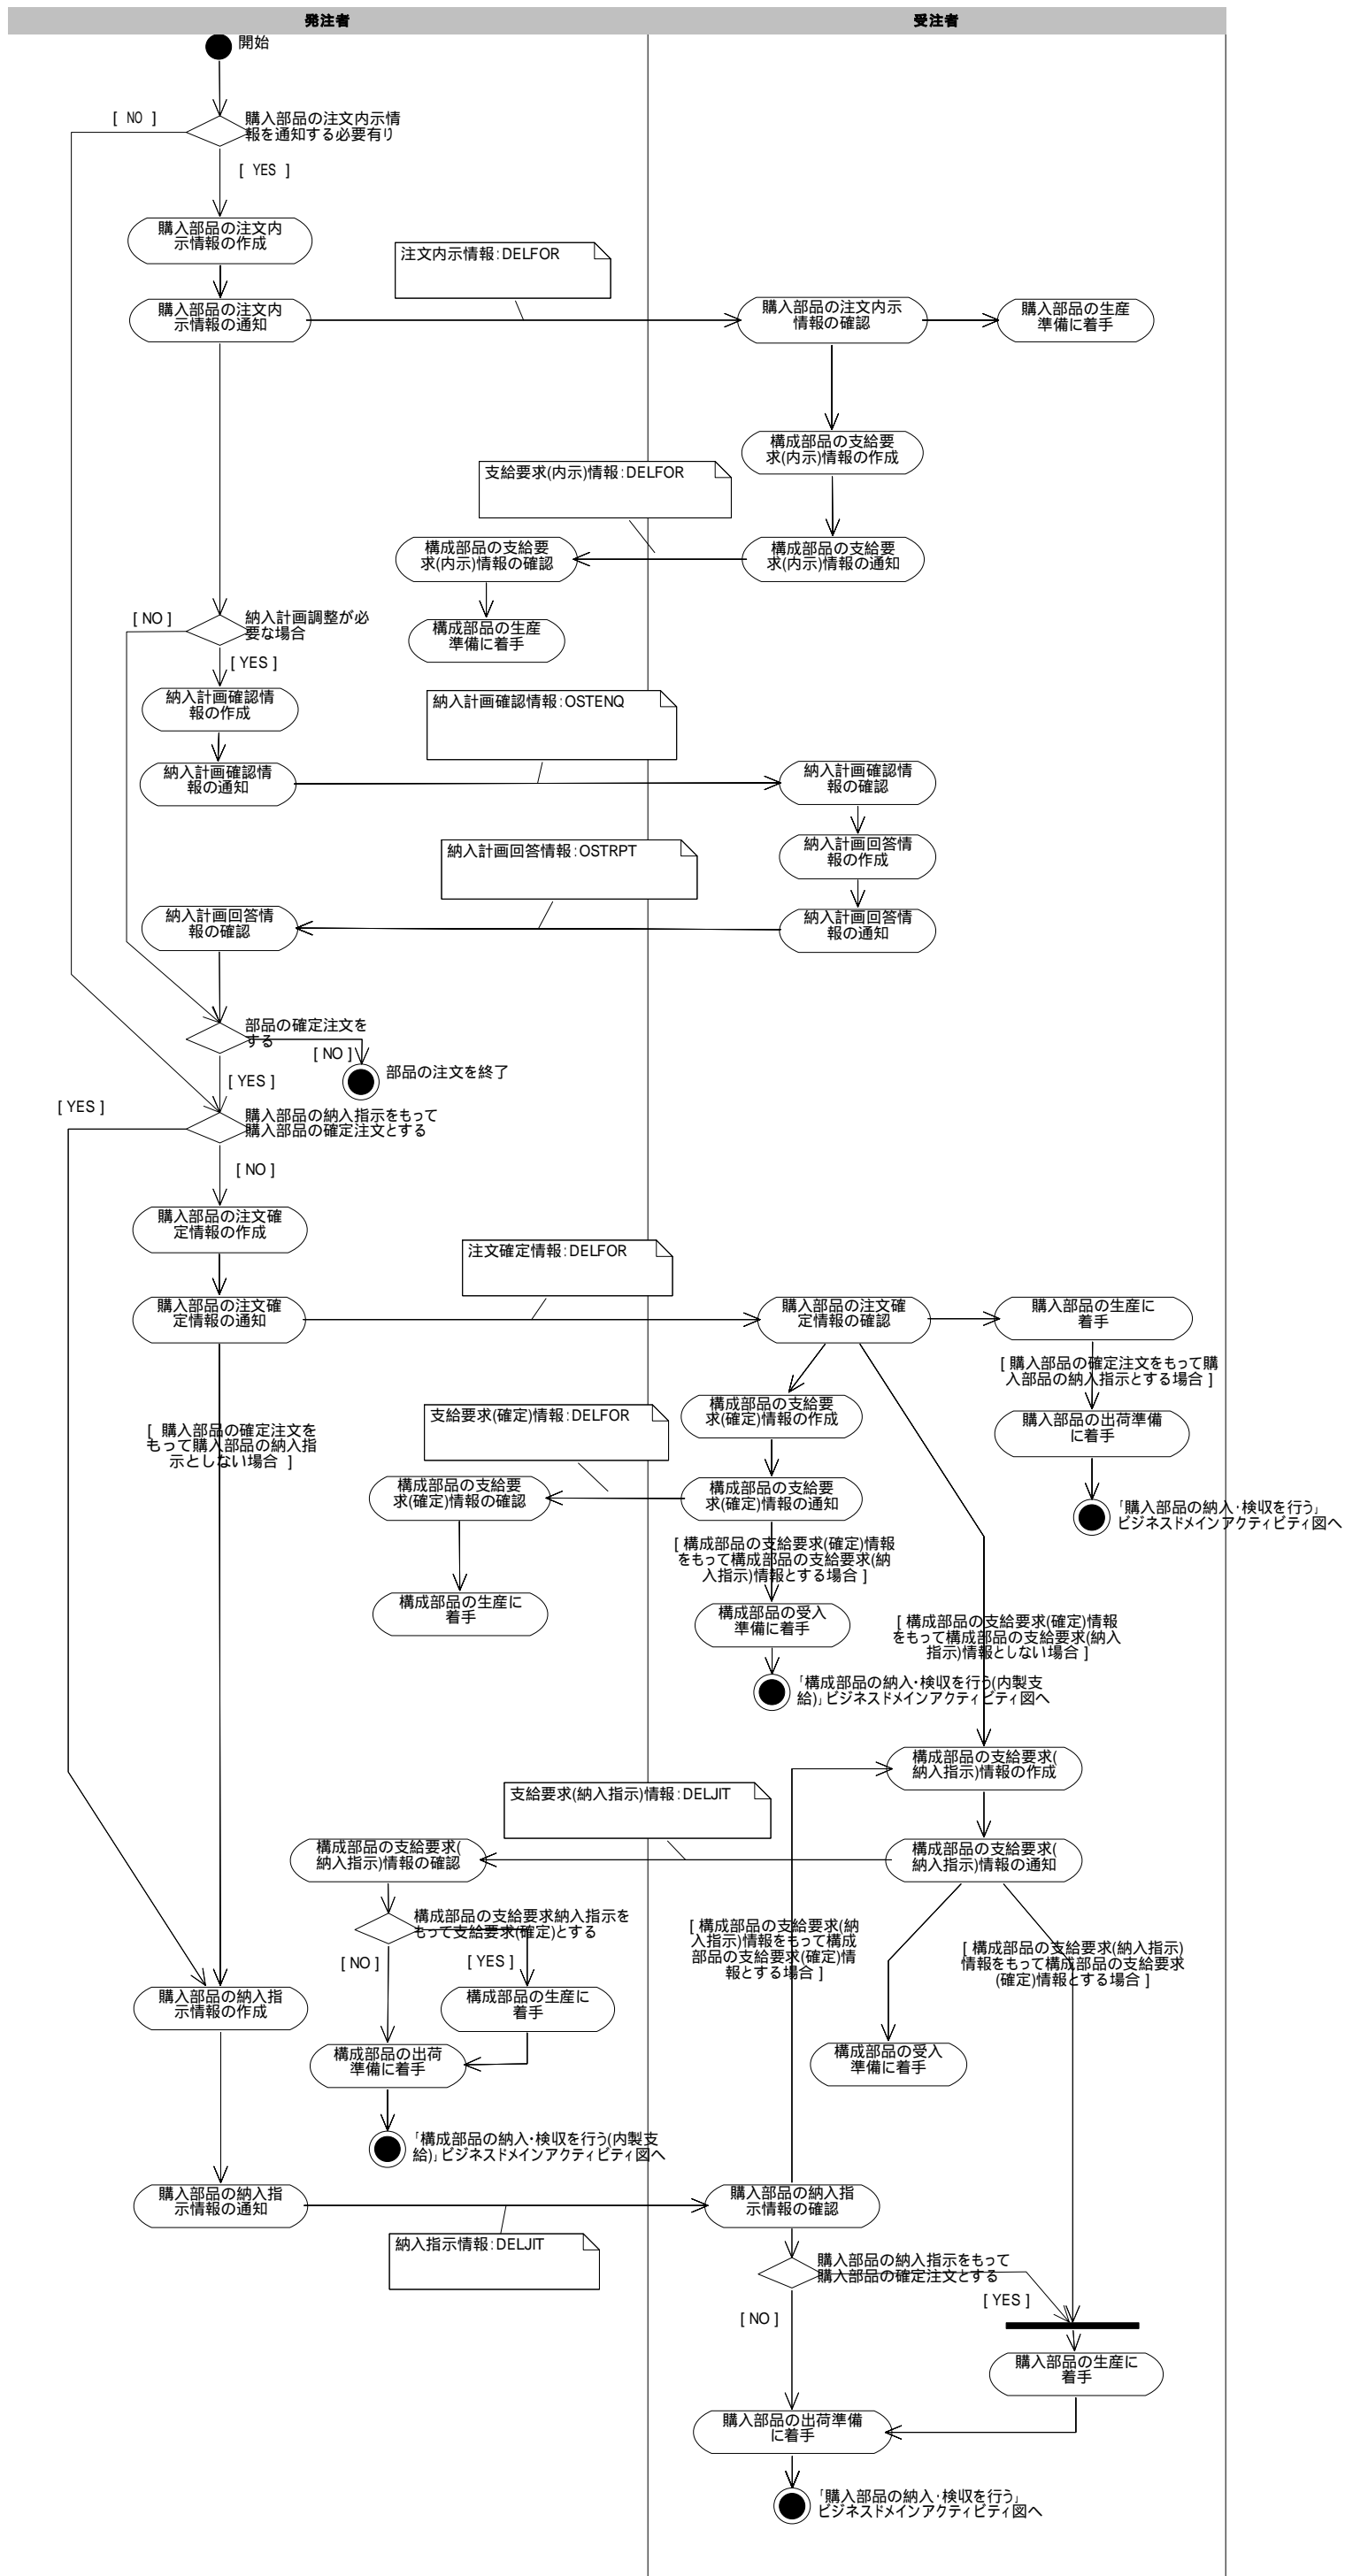 発注者
受注者
開始
[ NO ]
購入部品の注文内示情
報を通知する必要有り
[ YES ]
購入部品の注文内
示情報の作成
注文内示情報:DELFOR
購入部品の注文内
示情報の通知
購入部品の注文内示
情報の確認
購入部品の生産
準備に着手
構成部品の支給要
求(内示)情報の作成
支給要求(内示)情報:DELFOR
構成部品の支給要
求(内示)情報の確認
構成部品の支給要
求(内示)情報の通知
[ NO ]
納入計画調整が必
要な場合
構成部品の生産
準備に着手
[ YES ]
納入計画確認情
報の作成
納入計画確認情報:OSTENQ
納入計画確認情
報の通知
納入計画確認情
報の確認
納入計画回答情
報の作成
納入計画回答情報:OSTRPT
納入計画回答情
報の確認
納入計画回答情
報の通知
部品の確定注文を
する
[ NO ]
部品の注文を終了
[ YES ]
[ YES ]
購入部品の納入指示をもって
購入部品の確定注文とする
[ NO ]
購入部品の注文確
定情報の作成
注文確定情報:DELFOR
購入部品の注文確
定情報の通知
購入部品の注文確
定情報の確認
購入部品の生産に
着手
[ 購入部品の確定注文をもって購
入部品の納入指示とする場合 ]
構成部品の支給要
求(確定)情報の作成
支給要求(確定)情報:DELFOR
購入部品の出荷準備
に着手
[ 購入部品の確定注文を
もって購入部品の納入指
示としない場合 ]
構成部品の支給要
求(確定)情報の確認
構成部品の支給要
求(確定)情報の通知
「購入部品の納入・検収を行う」
ビジネスドメインアクティビティ図へ
[ 構成部品の支給要求(確定)情報
をもって構成部品の支給要求(納
入指示)情報とする場合 ]
構成部品の生産に
着手
構成部品の受入
準備に着手
[ 構成部品の支給要求(確定)情報
をもって構成部品の支給要求(納入
指示)情報としない場合 ]
「構成部品の納入・検収を行う(内製支
給)」ビジネスドメインアクティビティ図へ
構成部品の支給要求(
納入指示)情報の作成
支給要求(納入指示)情報:DELJIT
構成部品の支給要求(
納入指示)情報の確認
構成部品の支給要求(
納入指示)情報の通知
構成部品の支給要求納入指示を
もって支給要求(確定)とする
[ NO ]
[ YES ]
[ 構成部品の支給要求(納
入指示)情報をもって構成
部品の支給要求(確定)情
報とする場合 ]
[ 構成部品の支給要求(納入指示)
情報をもって構成部品の支給要求
(確定)情報とする場合 ]
購入部品の納入指
示情報の作成
構成部品の生産に
着手
構成部品の出荷
準備に着手
構成部品の受入
準備に着手
「構成部品の納入・検収を行う(内製支
給)」ビジネスドメインアクティビティ図へ
購入部品の納入指
示情報の通知
購入部品の納入指
示情報の確認
納入指示情報:DELJIT
購入部品の納入指示をもって
購入部品の確定注文とする
[ YES ]
[ NO ]
購入部品の生産に
着手
購入部品の出荷準備
に着手
「購入部品の納入・検収を行う」
ビジネスドメインアクティビティ図へ